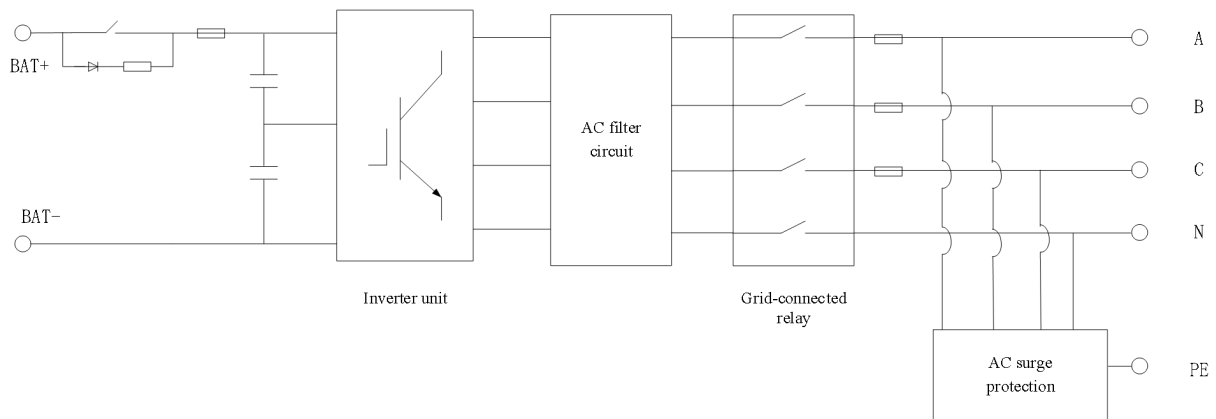 BAT+
BAT-
Inverter unit
AC filter
circuit
Grid-connected
relay
A
B
C
N
AC surge
protection
PE